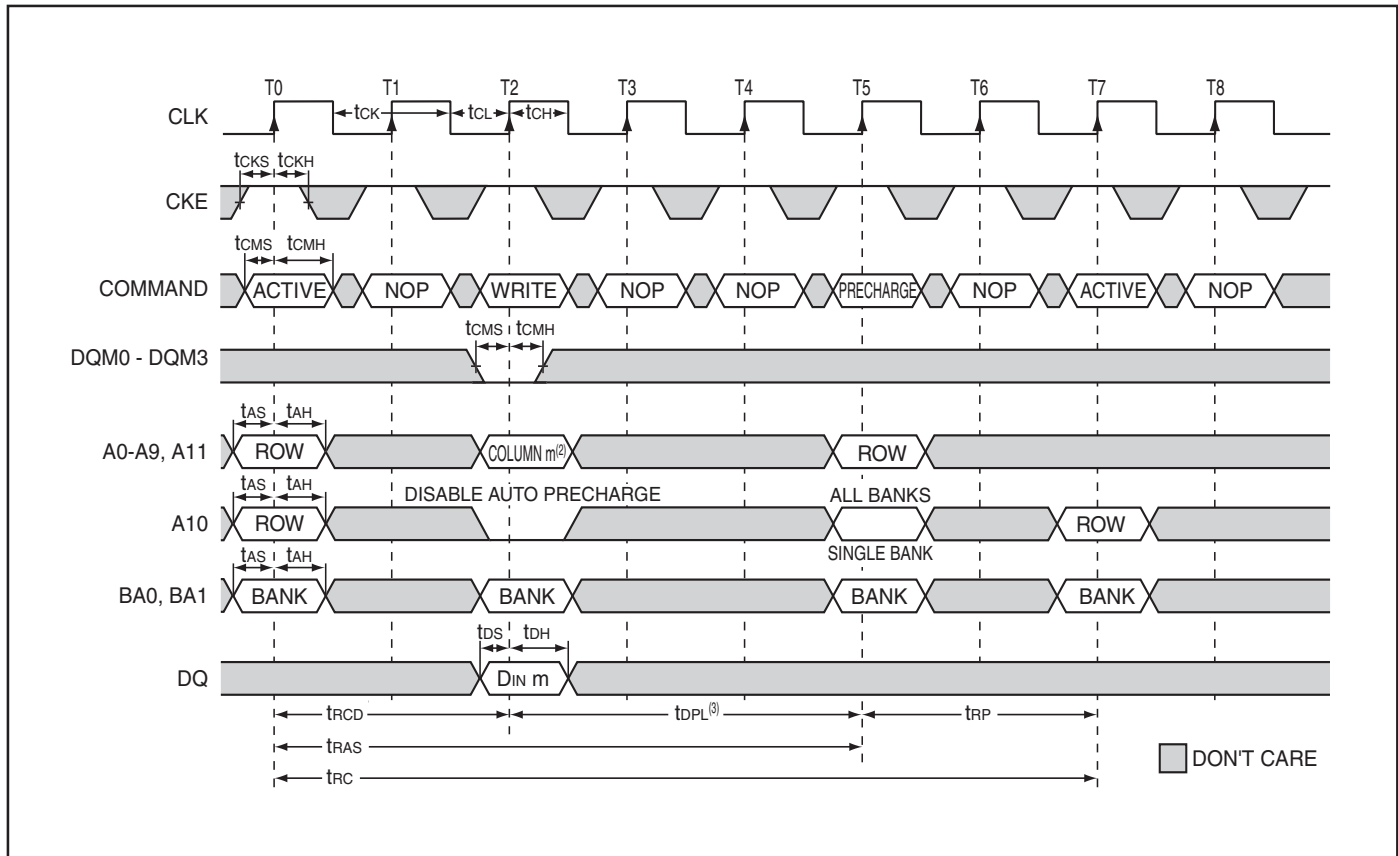 T0 T1 T2 T3 T4 T5 T6 T7 T8
CLK tCK tCL tCH
tCKS tCKH
CKE
tCMS tCMH
COMMAND ACTIVE NOP WRITE NOP NOP PRECHARGE NOP ACTIVE NOP
tCMS tCMH
DQM0 - DQM3
tAS tAH
A0-A9, A11 ROW COLUMN m(2) ROW
tAS tAH DISABLE AUTO PRECHARGE ALL BANKS
A10 ROW ROW
tAS tAH SINGLE BANK
BA0, BA1 BANK BANK BANK BANK
tDS tDH
DQ DIN m
tRCD tDPL(3) tRP
tRAS
DON'T CARE
tRC